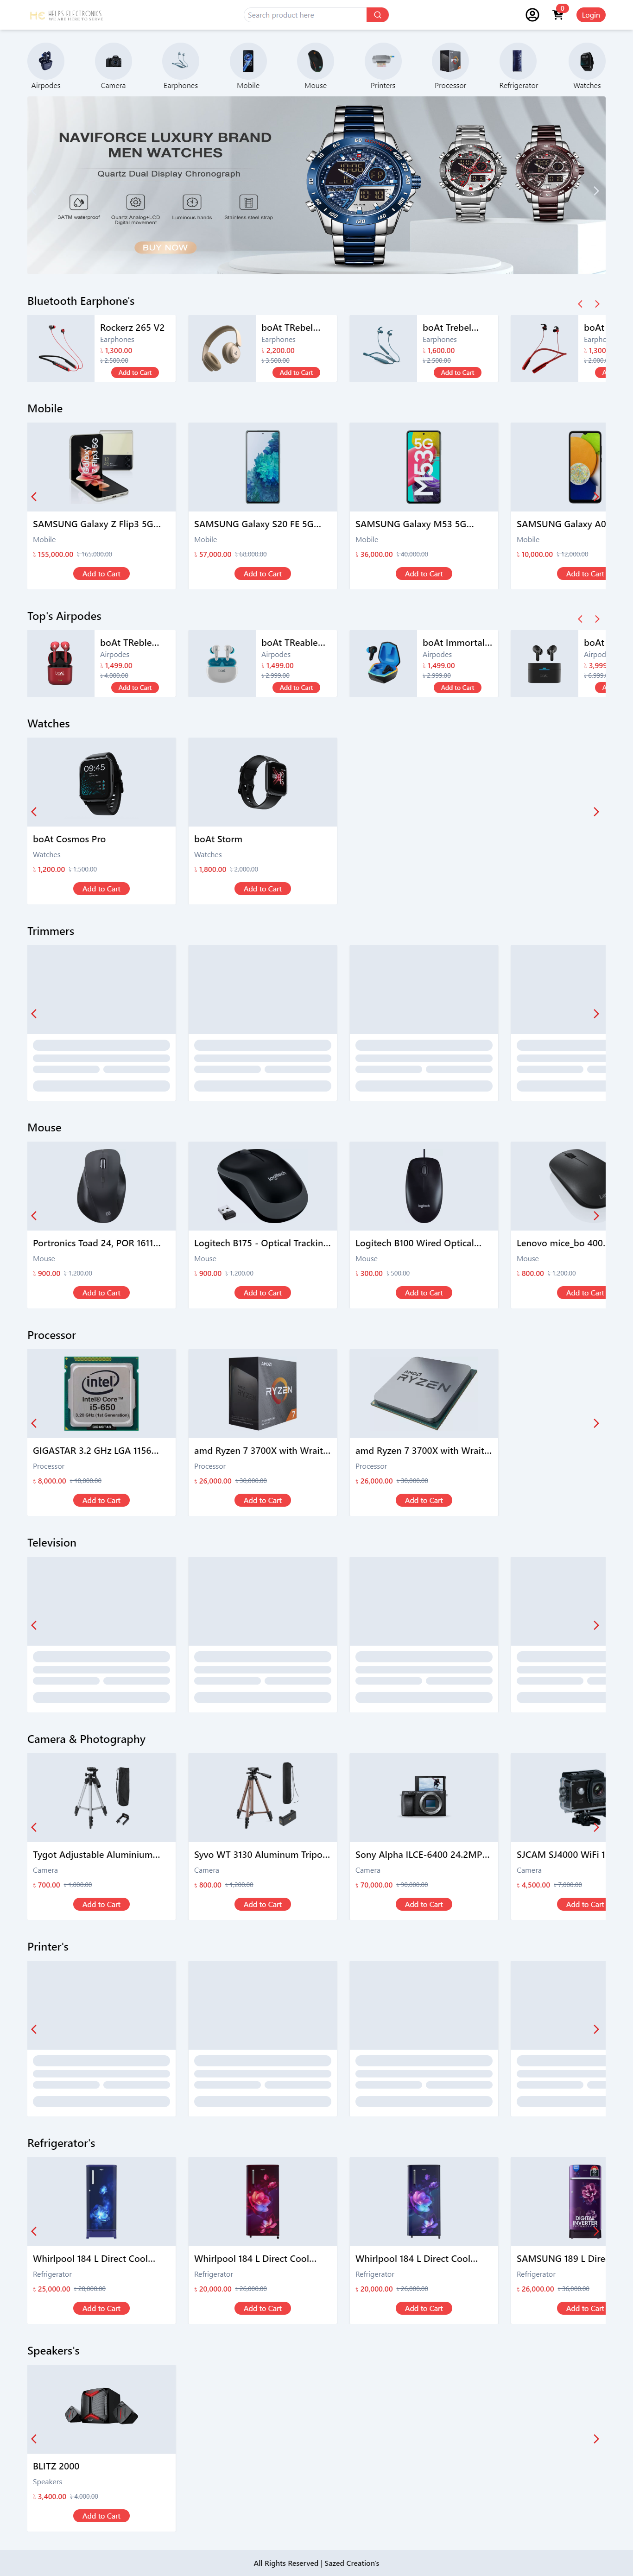 HELPS ELECTRONICS
WE ARE HERE TO SERVE
Search product here
0
Login
Airpodes
Camera
Earphones
Mobile
Mouse
Printers
Processor
Refrigerator
Watches
NAVIFORCE LUXURY BRAND
MEN WATCHES
Quartz Dual Display Chronograph
3ATM waterproof
Quartz Analog+LCD Digital movement
Luminous hands
Stainless steel strap
BUY NOW
Bluetooth Earphone's
Rockerz 265 V2
Earphones
৳ 1,300.00
৳ 2,500.00
Add to Cart
boAt TRebel...
Earphones
৳ 2,200.00
৳ 3,500.00
Add to Cart
boAt Trebel...
Earphones
৳ 1,600.00
৳ 2,500.00
Add to Cart
boAt
Earpho
৳ 1,300
৳ 2,000.
Mobile
SAMSUNG Galaxy Z Flip3 5G...
Mobile
৳ 155,000.00 ৳ 165,000.00
Add to Cart
SAMSUNG Galaxy S20 FE 5G...
Mobile
৳ 57,000.00 ৳ 68,000.00
Add to Cart
SAMSUNG Galaxy M53 5G...
Mobile
৳ 36,000.00 ৳ 40,000.00
Add to Cart
SAMSUNG Galaxy A0
Mobile
৳ 10,000.00 ৳ 12,000.00
Add to Cart
Top's Airpodes
boAt TReble...
Airpodes
৳ 1,499.00
৳ 4,000.00
Add to Cart
boAt TReable...
Airpodes
৳ 1,499.00
৳ 2,999.00
Add to Cart
boAt Immortal...
Airpodes
৳ 1,499.00
৳ 2,999.00
Add to Cart
boAt
Airpod
৳ 3,999
৳ 6,999.
Watches
boAt Cosmos Pro
Watches
৳ 1,200.00 ৳ 1,500.00
Add to Cart
boAt Storm
Watches
৳ 1,800.00 ৳ 2,000.00
Add to Cart
Trimmers
Mouse
Portronics Toad 24, POR 1611...
Mouse
৳ 900.00 ৳ 1,200.00
Add to Cart
Logitech B175 - Optical Trackin...
Mouse
৳ 900.00 ৳ 1,200.00
Add to Cart
Logitech B100 Wired Optical...
Mouse
৳ 300.00 ৳ 500.00
Add to Cart
Lenovo mice_bo 400.
Mouse
৳ 800.00 ৳ 1,200.00
Add to Cart
Processor
intel
Intel® Core™
i5-650
3.20 GHz (1st Generation)
GIGASTAR
GIGASTAR 3.2 GHz LGA 1156...
Processor
৳ 8,000.00 ৳ 10,000.00
Add to Cart
amd Ryzen 7 3700X with Wrait...
Processor
৳ 26,000.00 ৳ 30,000.00
Add to Cart
AMD
RYZEN
amd Ryzen 7 3700X with Wrait...
Processor
৳ 26,000.00 ৳ 30,000.00
Add to Cart
Television
Camera & Photography
Tygot Adjustable Aluminium...
Camera
৳ 700.00 ৳ 1,000.00
Add to Cart
Syvo WT 3130 Aluminum Tripo...
Camera
৳ 800.00 ৳ 1,200.00
Add to Cart
Sony Alpha ILCE-6400 24.2MP...
Camera
৳ 70,000.00 ৳ 90,000.00
Add to Cart
SJCAM SJ4000 WiFi 1
Camera
৳ 4,500.00 ৳ 7,000.00
Add to Cart
Printer's
Refrigerator's
Whirlpool 184 L Direct Cool...
Refrigerator
৳ 25,000.00 ৳ 28,000.00
Add to Cart
Whirlpool 184 L Direct Cool...
Refrigerator
৳ 20,000.00 ৳ 26,000.00
Add to Cart
Whirlpool 184 L Direct Cool...
Refrigerator
৳ 20,000.00 ৳ 26,000.00
Add to Cart
DIGITAL
INVERTER
SAMSUNG 189 L Dire
Refrigerator
৳ 26,000.00 ৳ 36,000.00
Add to Cart
Speakers's
BLITZ 2000
Speakers
৳ 3,400.00 ৳ 4,000.00
Add to Cart
All Rights Reserved | Sazed Creation's